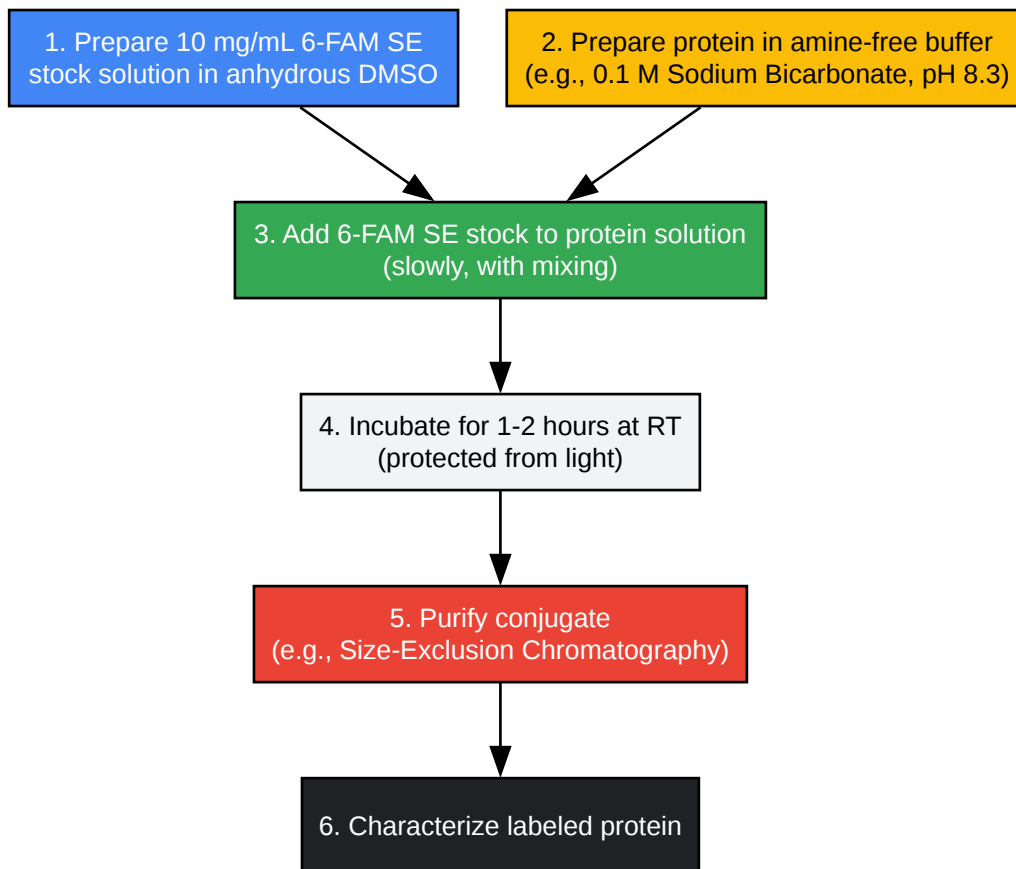 1. Prepare 10 mg/mL 6-FAM SE
stock solution in anhydrous DMSO
2. Prepare protein in amine-free buffer
(e.g., 0.1 M Sodium Bicarbonate, pH 8.3)
3. Add 6-FAM SE stock to protein solution
(slowly, with mixing)
4. Incubate for 1-2 hours at RT
(protected from light)
5. Purify conjugate
(e.g., Size-Exclusion Chromatography)
6. Characterize labeled protein